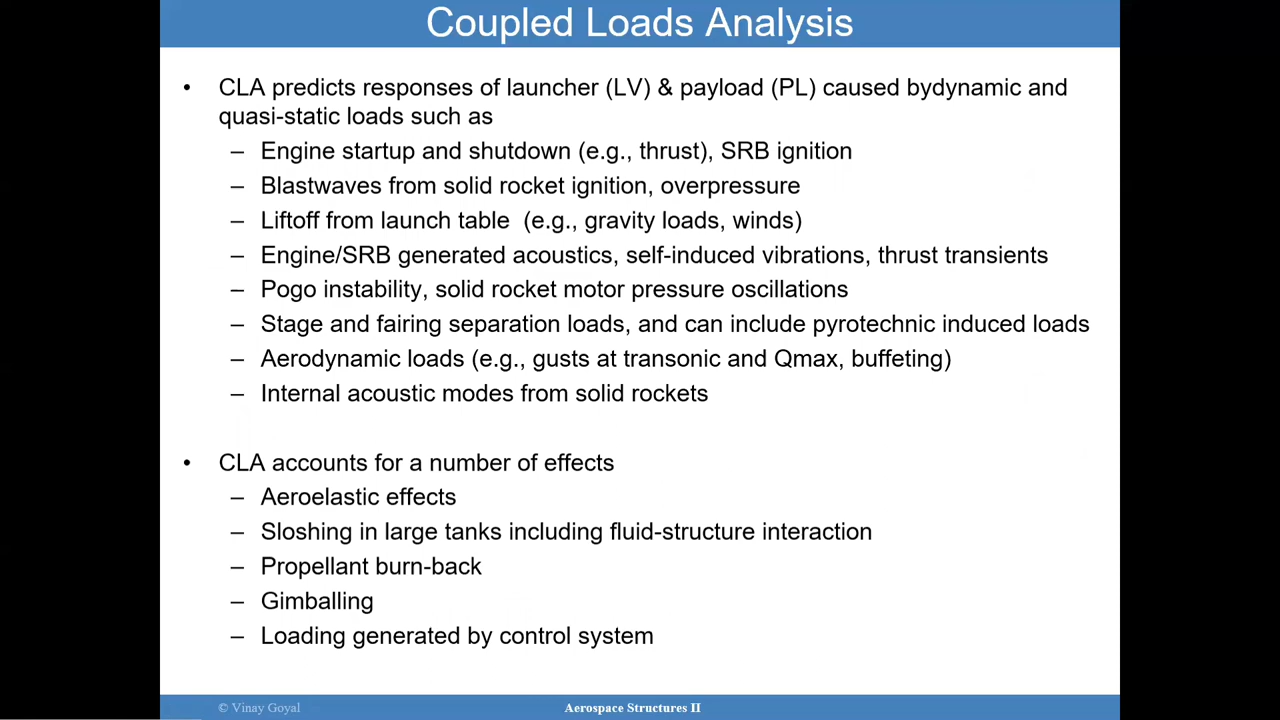 Coupled Loads Analysis
• CLA predicts responses of launcher (LV) & payload (PL) caused bydynamic and
quasi-static loads such as
– Engine startup and shutdown (e.g., thrust), SRB ignition
– Blastwaves from solid rocket ignition, overpressure
– Liftoff from launch table (e.g., gravity loads, winds)
– Engine/SRB generated acoustics, self-induced vibrations, thrust transients
– Pogo instability, solid rocket motor pressure oscillations
– Stage and fairing separation loads, and can include pyrotechnic induced loads
– Aerodynamic loads (e.g., gusts at transonic and Qmax, buffeting)
– Internal acoustic modes from solid rockets
• CLA accounts for a number of effects
– Aeroelastic effects
– Sloshing in large tanks including fluid-structure interaction
– Propellant burn-back
– Gimballing
– Loading generated by control system
© Vinay Goyal
Aerospace Structures II